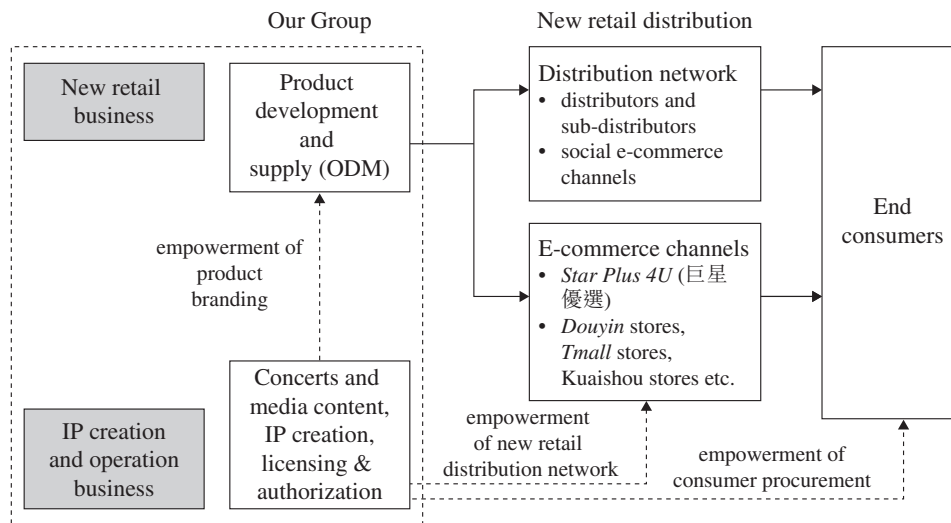 Our Group
New retail distribution
New retail
business
Product
development
and
supply (ODM)
Distribution network
• distributors and
sub-distributors
• social e-commerce
channels
End
consumers
empowerment of
product
branding
E-commerce channels
• Star Plus 4U (巨星
優選)
• Douyin stores,
Tmall stores,
Kuaishou stores etc.
IP creation
and operation
business
Concerts and
media content,
IP creation,
licensing &
authorization
empowerment
of new retail
distribution network
empowerment of
consumer procurement